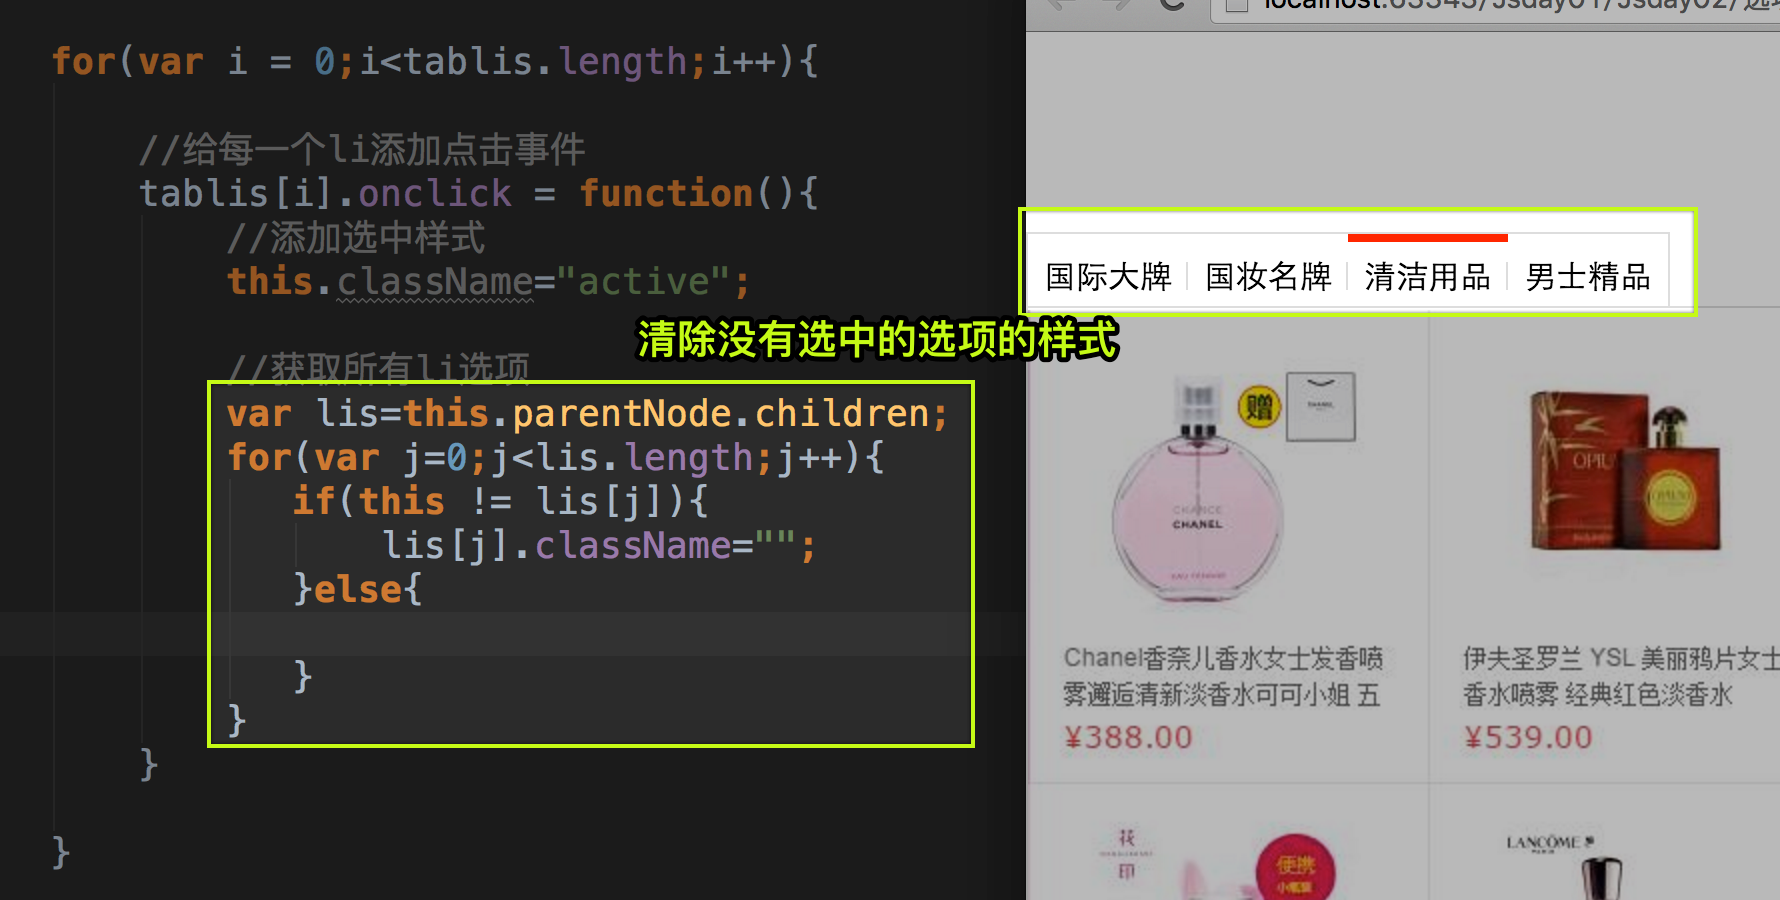 for(var i = 0;i<tablis.length;i++){
//给每一个li添加点击事件
tablis[i].onclick = function(){
//添加选中样式
this.className="active";
//获取所有li选项
var lis=this.parentNode.children;
for(var j=0;j<lis.length;j++){
if(this != lis[j]){
lis[j].className="";
}else{
}
}
}
}
清除没有选中的选项的样式
国际大牌
国妆名牌
清洁用品
男士精品
赠
CHANEL
CHANCE
CHANEL
OPIU
Chanel香奈儿香水女士发香喷
雾邂逅清新淡香水可可小姐 五
¥388.00
伊夫圣罗兰 YSL 美丽鸦片女士
香水喷雾 经典红色淡香水
¥539.00
花
印
便携
LANCÔME
PARIS